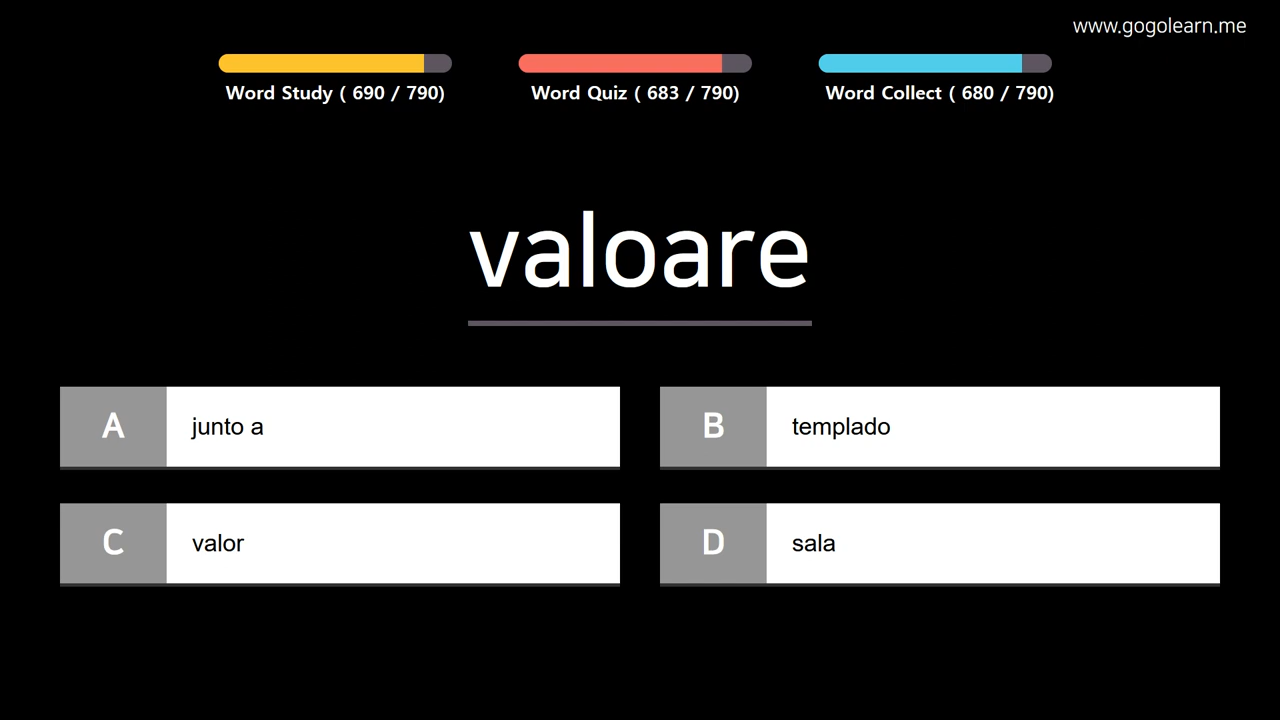 www.gogolearn.me
Word Study ( 690 / 790)
Word Quiz ( 683 / 790)
Word Collect ( 680 / 790)
valoare
A junto a
B templado
C valor
D sala